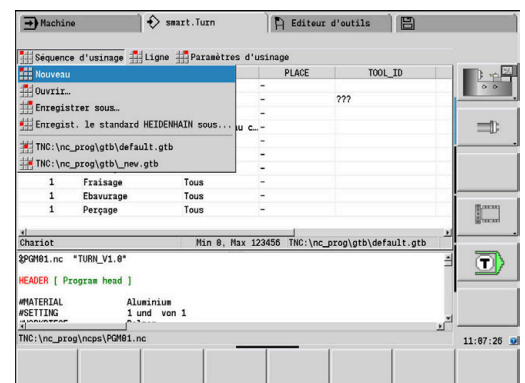 Machine
smart.Turn
Editeur d'outils
Séquence d'usinage Ligne Paramètres d'usinage
Nouveau
PLACE TOOL_ID
Ouvrir…
–
–
???
Enregistrer sous…
–
Enregist. le standard HEIDENHAIN sous...
au c…–
TNC:\nc_prog\gtb\default.gtb
–
–
TNC:\nc_prog\gtb\_new.gtb
–
1 Fraisage Tous –
1 Ebavurage Tous –
1 Perçage Tous –
Chariot Min 0, Max 123456 TNC:\nc_prog\gtb\default.gtb
%PGM01.nc "TURN_V1.0"
HEADER [ Program head ]
#MATERIAL Aluminium
#SETTING 1 und von 1
T
TNC:\nc_prog\ncps\PGM01.nc
11:07:26